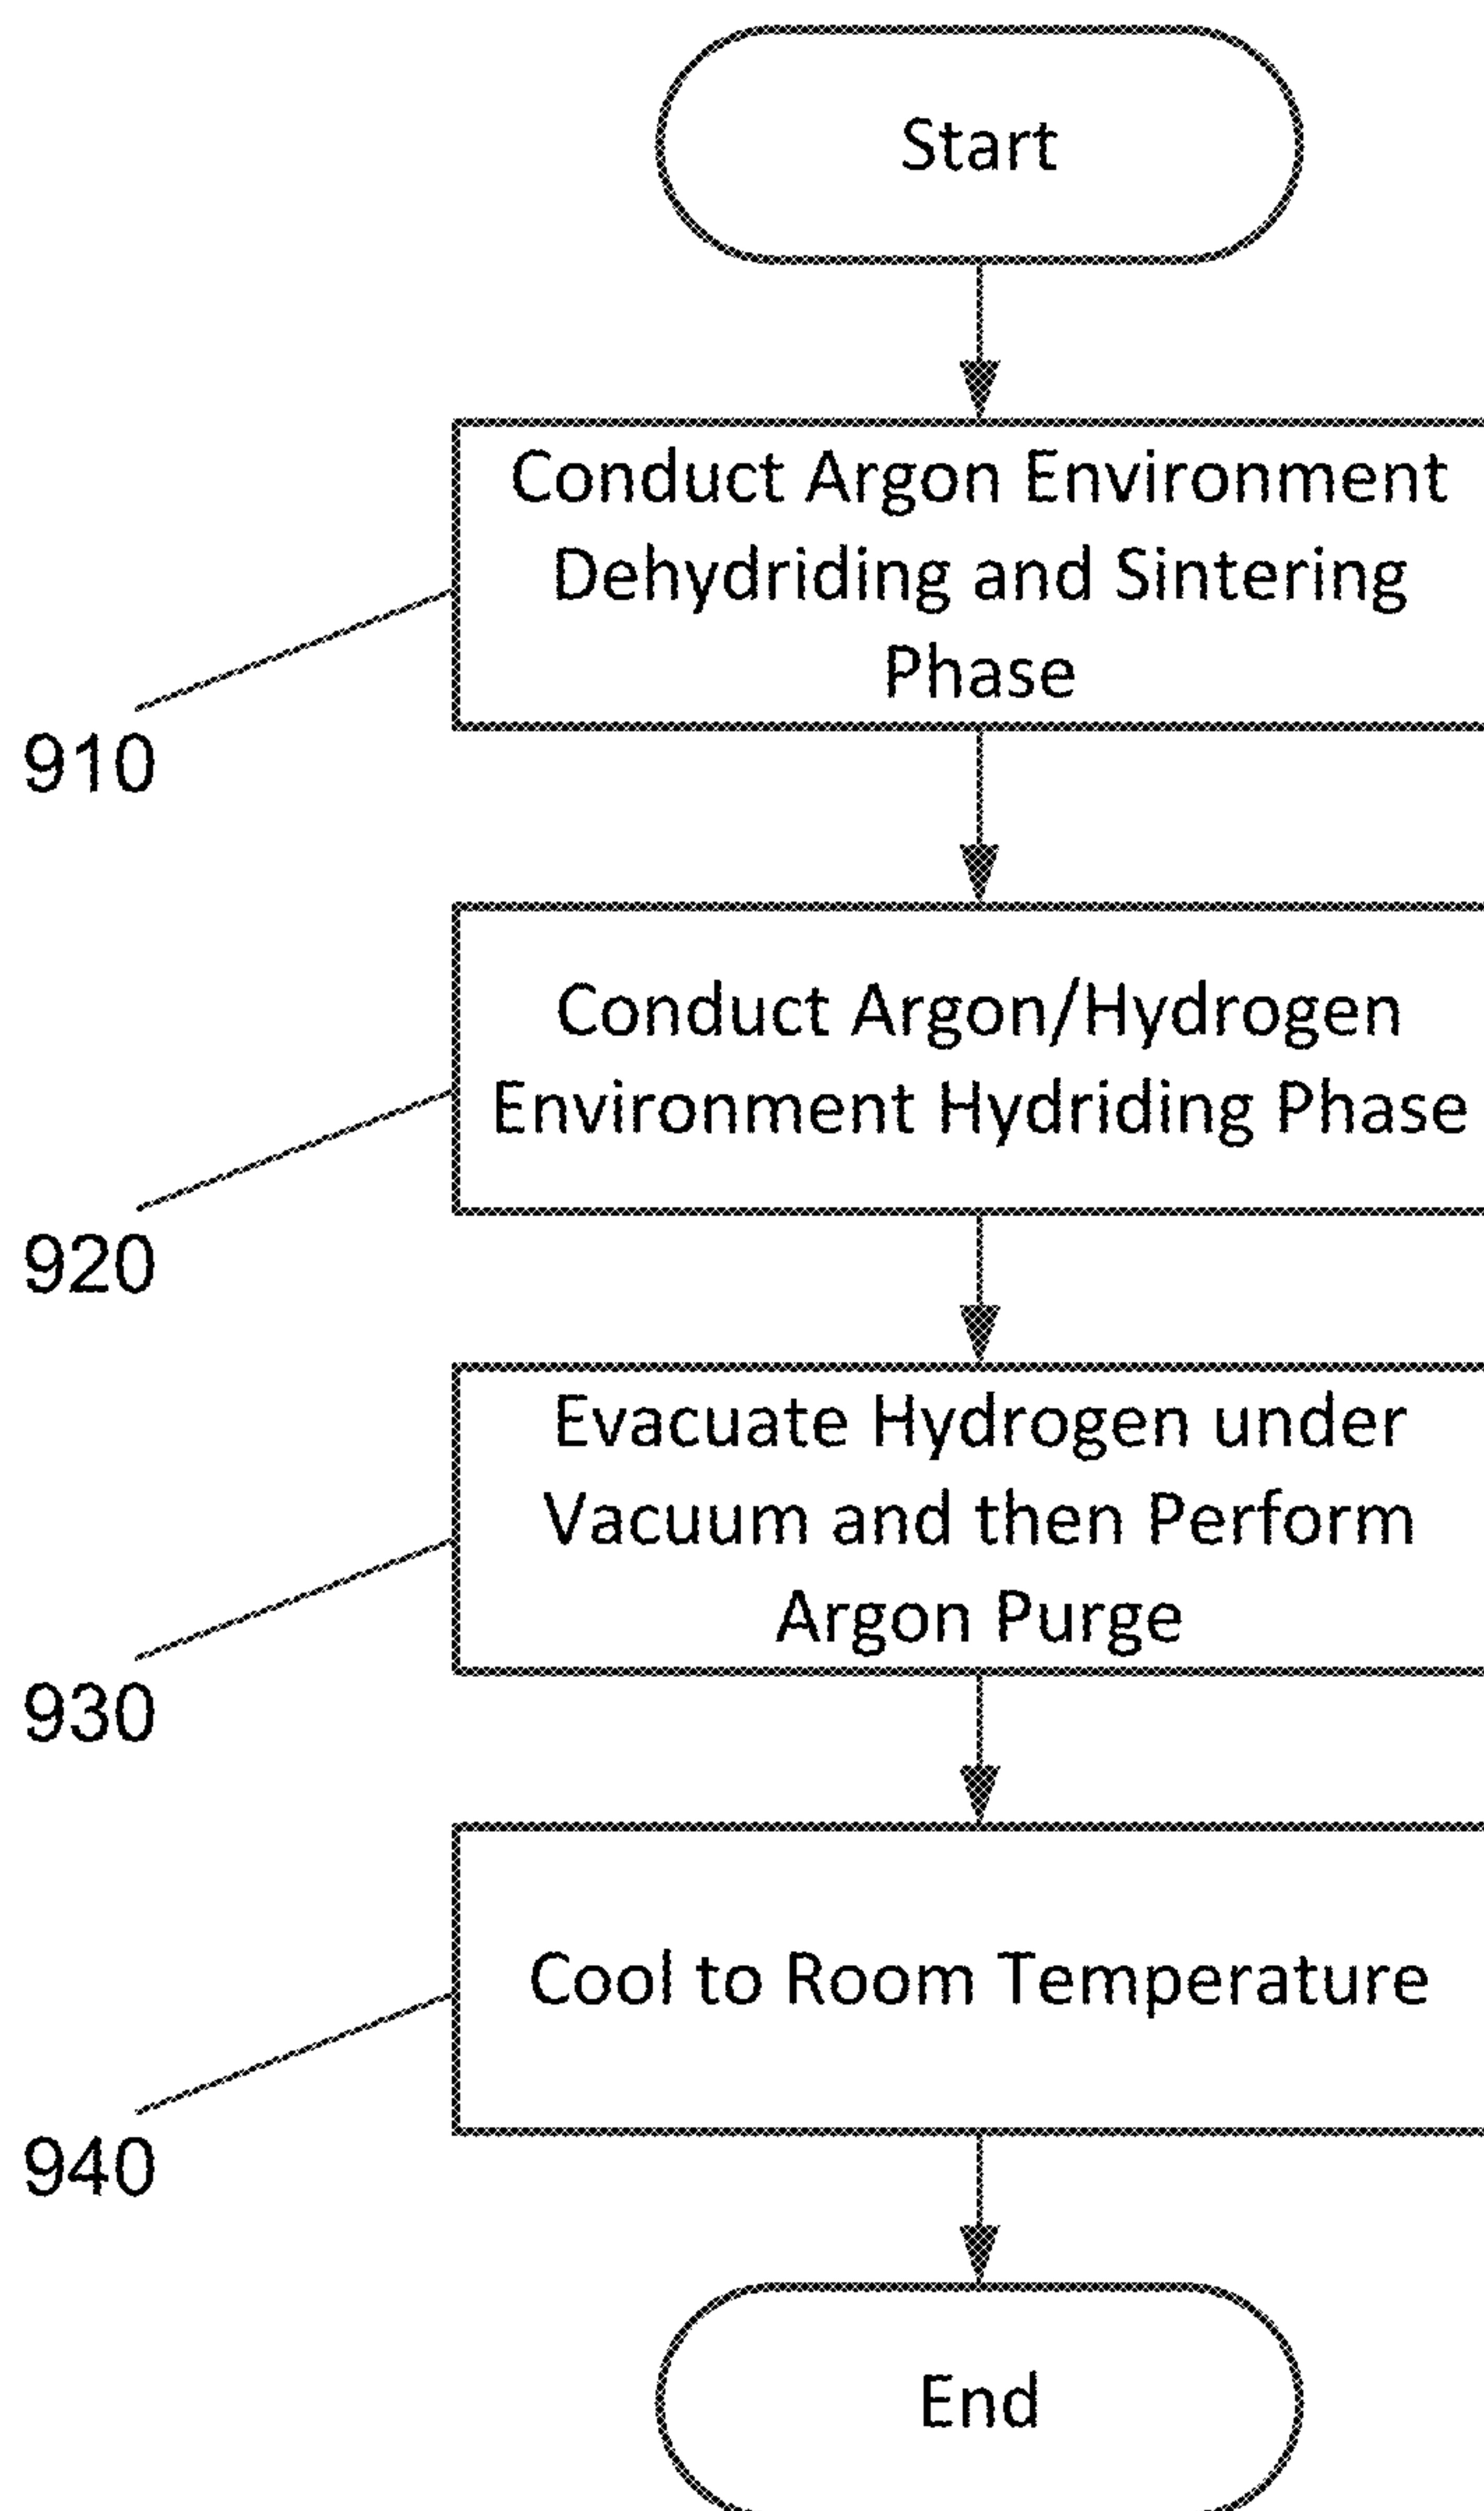 Start
Conduct Argon Environment
Dehydriding and Sintering
Phase
910
Conduct Argon/Hydrogen
Environment Hydriding Phase
920
Evacuate Hydrogen under
Vacuum and then Perform
Argon Purge
930
Cool to Room Temperature
940
End